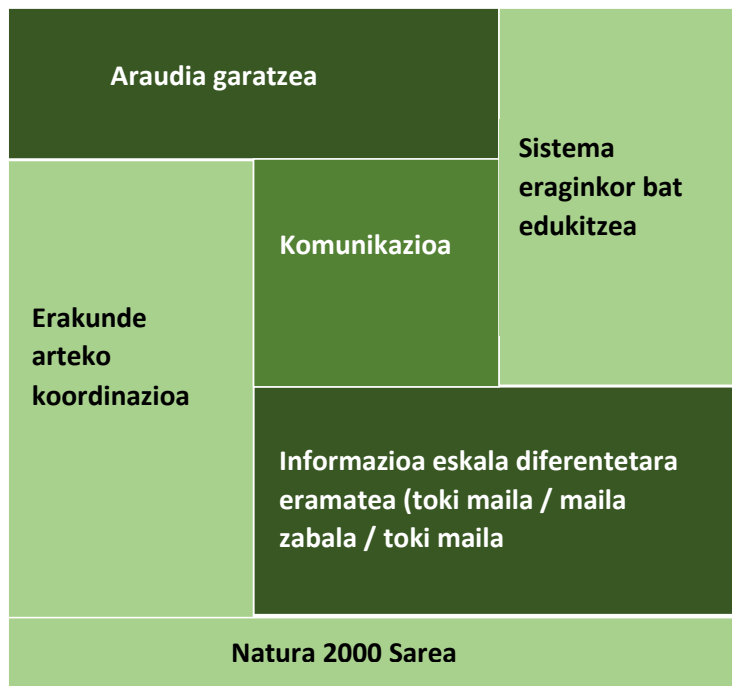 Araudia garatzea
Sistema
eraginkor bat
edukitzea
Komunikazioa
Erakunde
arteko
koordinazioa
Informazioa eskala diferentetara
eramatea (toki maila / maila
zabala / toki maila
Natura 2000 Sarea